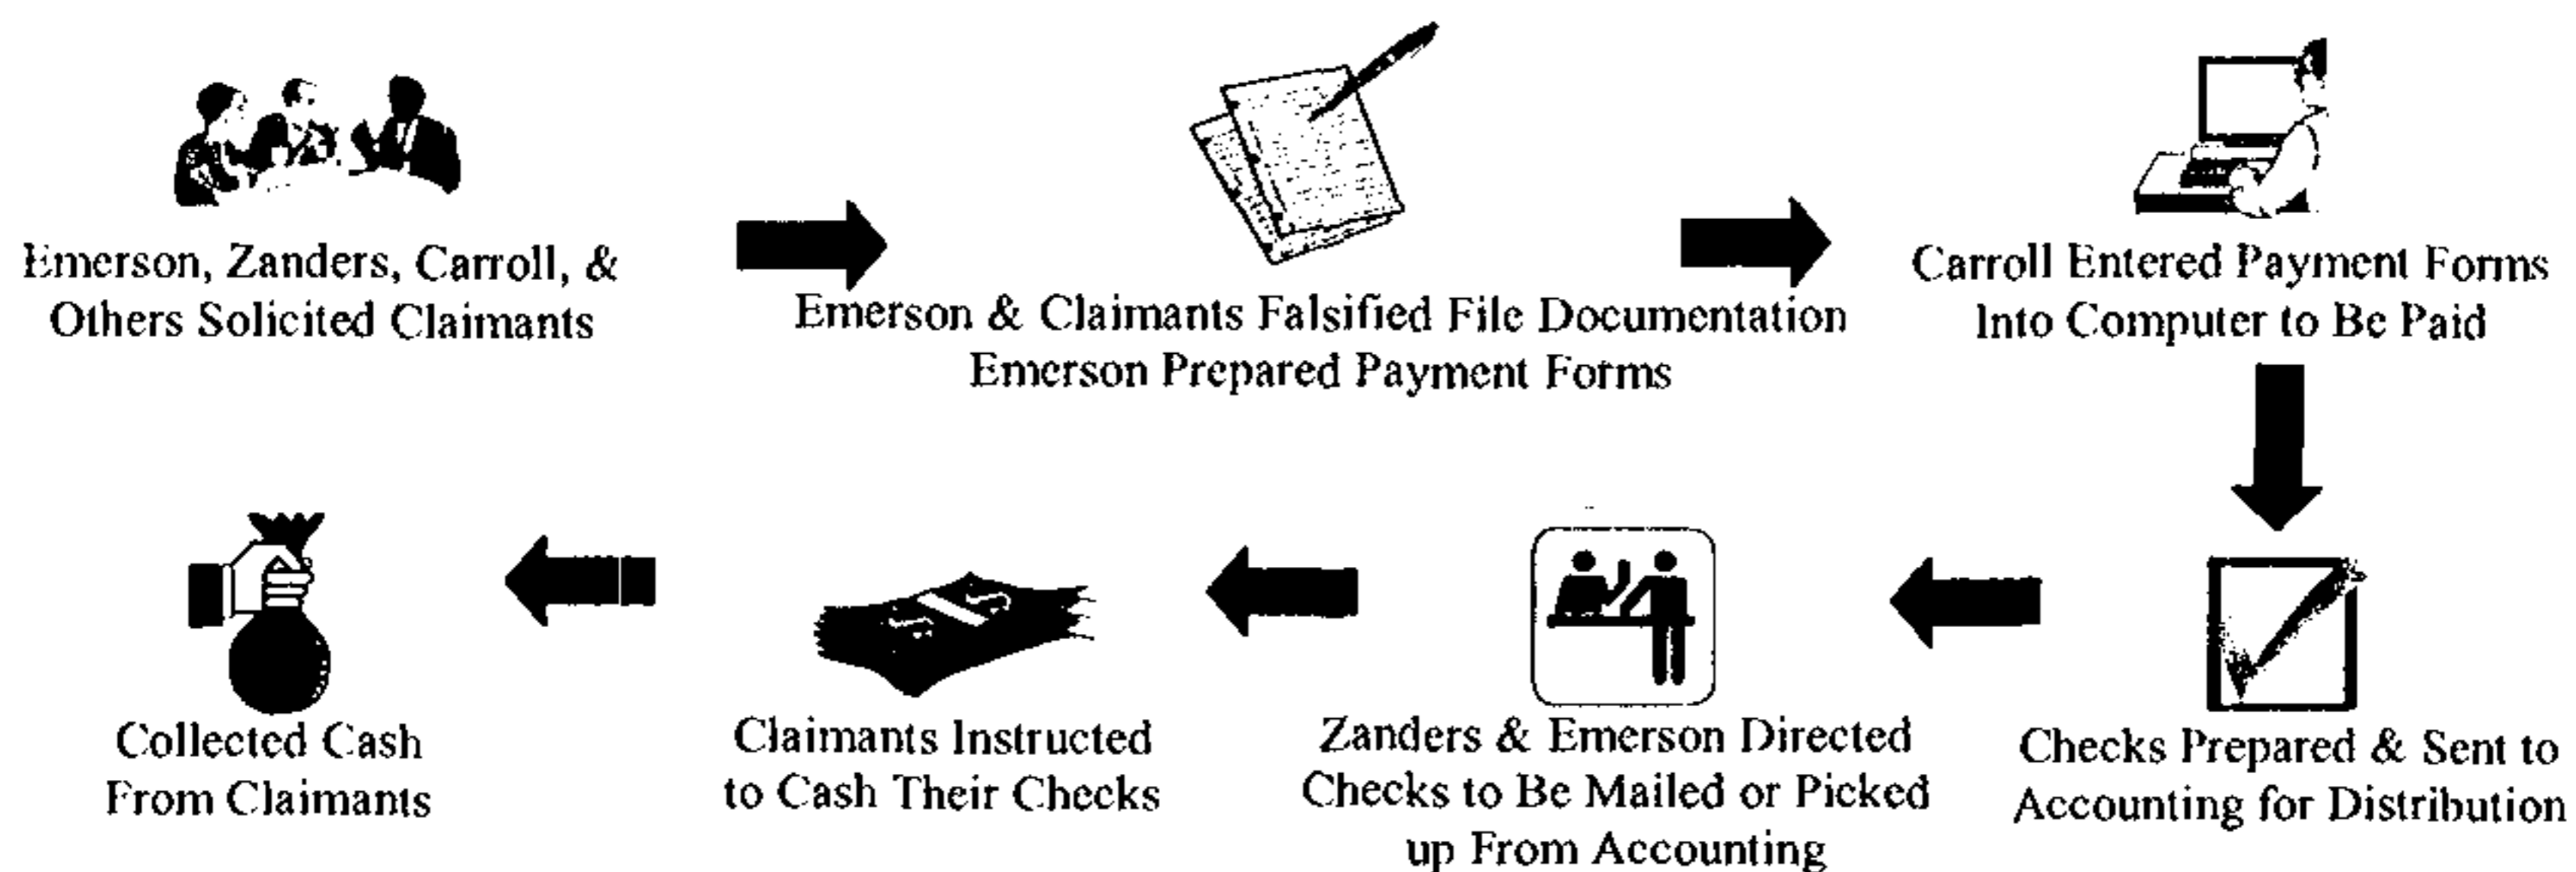 Emerson, Zanders, Carroll, &
Others Solicited Claimants
Emerson & Claimants Falsified File Documentation
Emerson Prepared Payment Forms
Carroll Entered Payment Forms
Into Computer to Be Paid
Checks Prepared & Sent to
Accounting for Distribution
Zanders & Emerson Directed
Checks to Be Mailed or Picked
up From Accounting
Claimants Instructed
to Cash Their Checks
Collected Cash
From Claimants